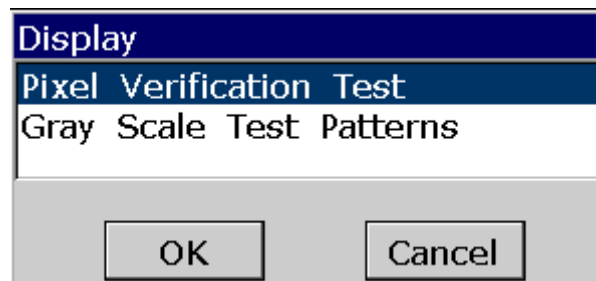 Display
Pixel Verification Test
Gray Scale Test Patterns
OK Cancel